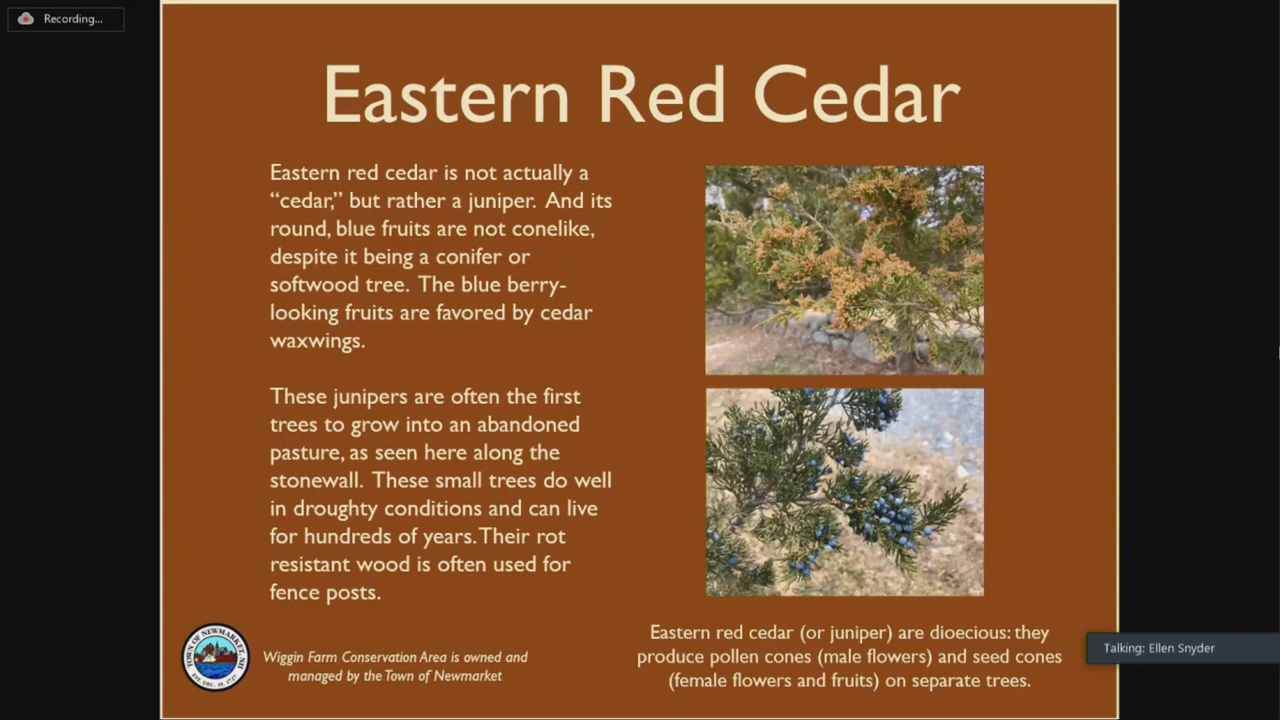 Recording...
Eastern Red Cedar
Eastern red cedar is not actually a
“cedar,” but rather a juniper. And its
round, blue fruits are not conelike,
despite it being a conifer or
softwood tree. The blue berry-
looking fruits are favored by cedar
waxwings.
These junipers are often the first
trees to grow into an abandoned
pasture, as seen here along the
stonewall. These small trees do well
in droughty conditions and can live
for hundreds of years. Their rot
resistant wood is often used for
fence posts.
TOWN OF NEWMARKET, NH
Wiggin Farm Conservation Area is owned and
managed by the Town of Newmarket
Eastern red cedar (or juniper) are dioecious: they
produce pollen cones (male flowers) and seed cones
(female flowers and fruits) on separate trees.
Talking: Ellen Snyder